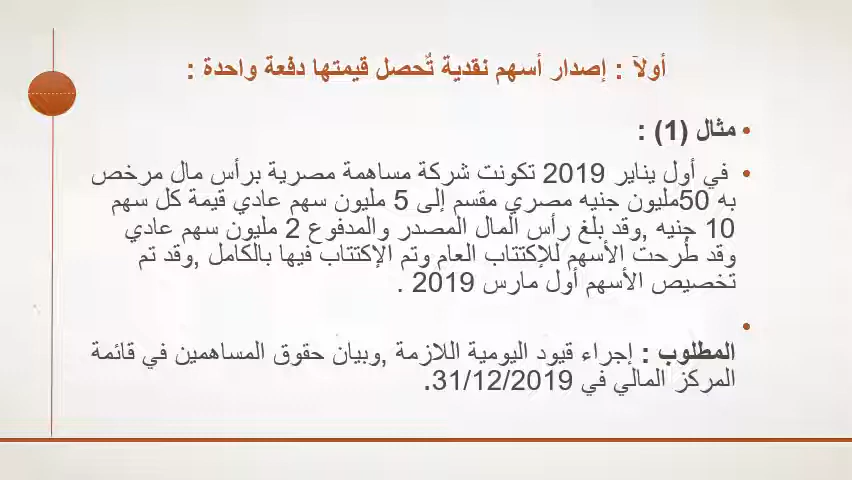 أولاً : إصدار أسهم نقدية تُحصل قيمتها دفعة واحدة :
• مثال (1) :
• في أول يناير 2019 تكونت شركة مساهمة مصرية برأس مال مرخص
به 50مليون جنيه مصري مقسم إلى 5 مليون سهم عادي قيمة كل سهم
10 جنيه ,وقد بلغ رأس المال المصدر والمدفوع 2 مليون سهم عادي
وقد طُرحت الأسهم للإكتتاب العام وتم الإكتتاب فيها بالكامل ,وقد تم
تخصيص الأسهم أول مارس 2019 .
•
المطلوب : إجراء قيود اليومية اللازمة ,وبيان حقوق المساهمين في قائمة
المركز المالي في 31/12/2019.